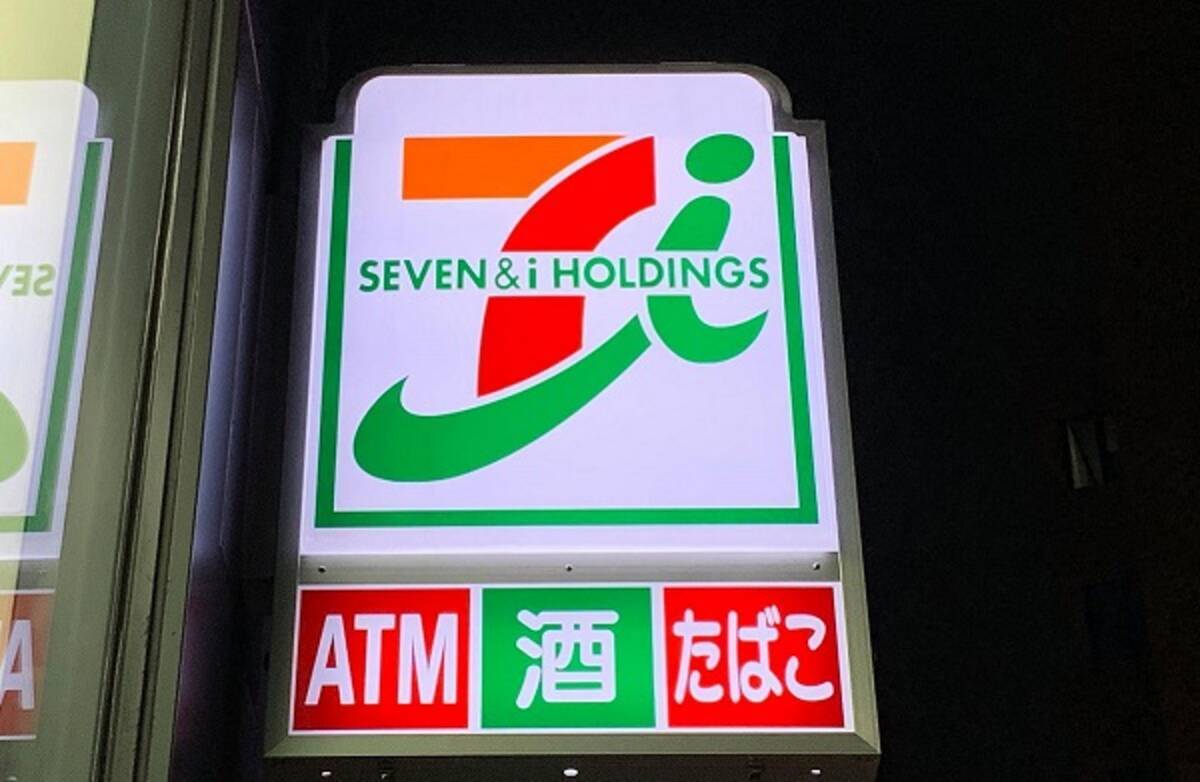 SEVEN&i HOLDINGS
ATM 酒 たばこ